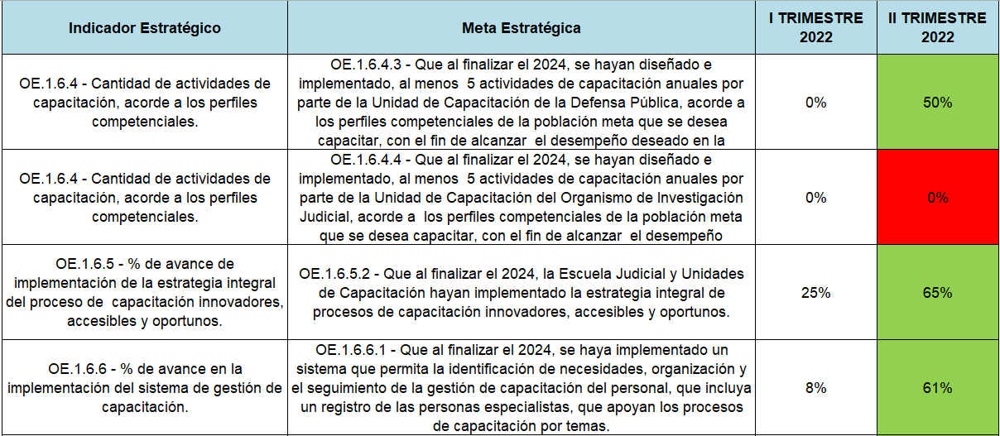 Indicador Estratégico
Meta Estratégica
I TRIMESTRE
2022
II TRIMESTRE
2022
OE.1.6.4 - Cantidad de actividades de
capacitación, acorde a los perfiles
competenciales.
OE.1.6.4.3 - Que al finalizar el 2024, se hayan diseñado e
implementado, al menos  5 actividades de capacitación anuales por
parte de la Unidad de Capacitación de la Defensa Pública, acorde a
los perfiles competenciales de la población meta que se desea
capacitar, con el fin de alcanzar  el desempeño deseado en la
0%
50%
OE.1.6.4 - Cantidad de actividades de
capacitación, acorde a los perfiles
competenciales.
OE.1.6.4.4 - Que al finalizar el 2024, se hayan diseñado e
implementado, al menos  5 actividades de capacitación anuales por
parte de la Unidad de Capacitación del Organismo de Investigación
Judicial, acorde a  los perfiles competenciales de la población meta
que se desea capacitar, con el fin de alcanzar  el desempeño
0%
0%
OE.1.6.5 - % de avance de
implementación de la estrategia integral
del proceso de  capacitación innovadores,
accesibles y oportunos.
OE.1.6.5.2 - Que al finalizar el 2024, la Escuela Judicial y Unidades
de Capacitación hayan implementado la estrategia integral de
procesos de capacitación innovadores, accesibles y oportunos.
25%
65%
OE.1.6.6 - % de avance en la
implementación del sistema de gestión de
capacitación.
OE.1.6.6.1 - Que al finalizar el 2024, se haya implementado un
sistema que permita la identificación de necesidades, organización y
el seguimiento de la gestión de capacitación del personal, que incluya
un registro de las personas especialistas, que apoyan los procesos
de capacitación por temas.
8%
61%